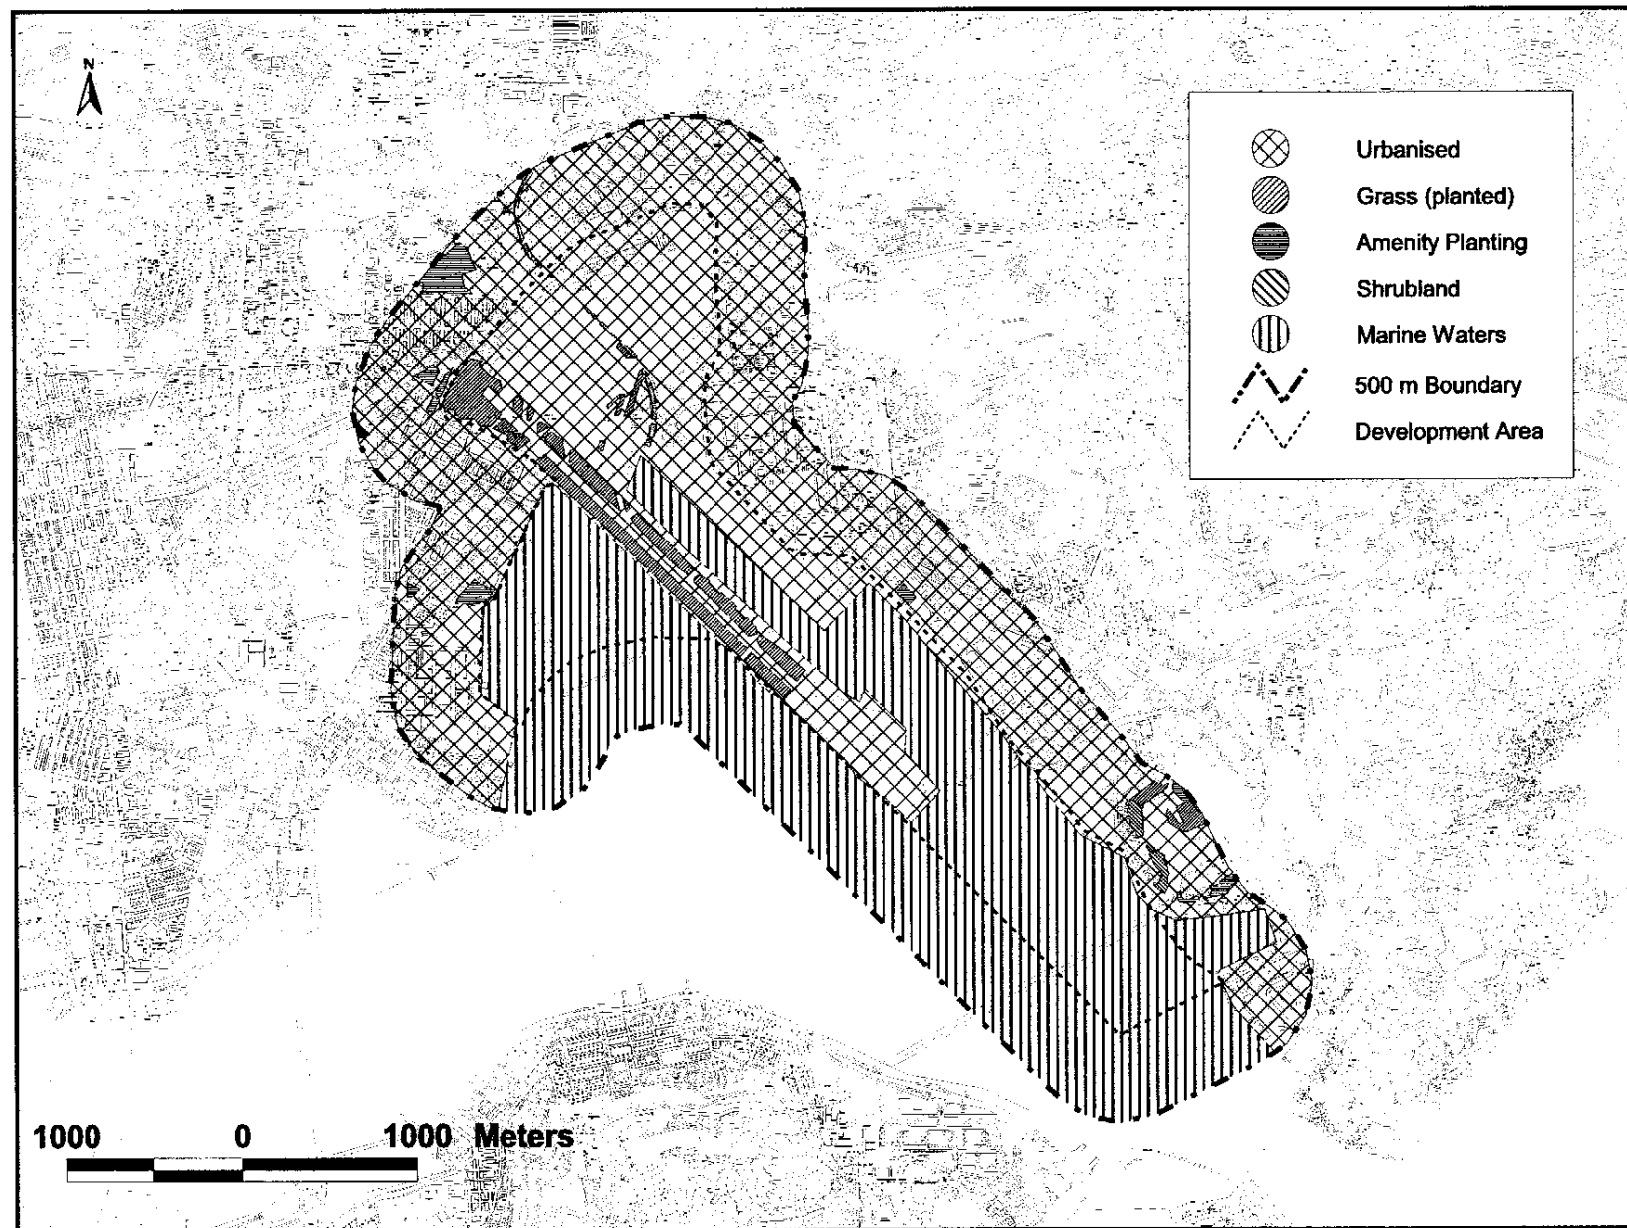 N
Urbanised
Grass (planted)
Amenity Planting
Shrubland
Marine Waters
500 m Boundary
Development Area
1000 0 1000 Meters